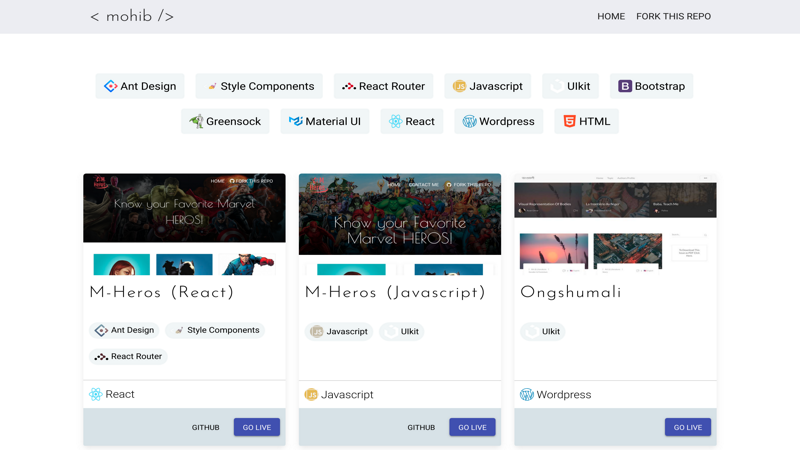 < mohib />
HOME FORK THIS REPO
Ant Design Style Components React Router Javascript UIkit Bootstrap
Greensock Material UI React Wordpress HTML
HOME FORK THIS REPO
Know your Favorite Marvel
HEROS!
M-Heros (React)
Ant Design Style Components
React Router
React
GITHUB GO LIVE
HOME CONTACT ME FORK THIS REPO
Know your Favorite
Marvel HEROS!
M-Heros (Javascript)
Javascript UIkit
Javascript
GITHUB GO LIVE
Ongshumali
UIkit
Wordpress
GO LIVE